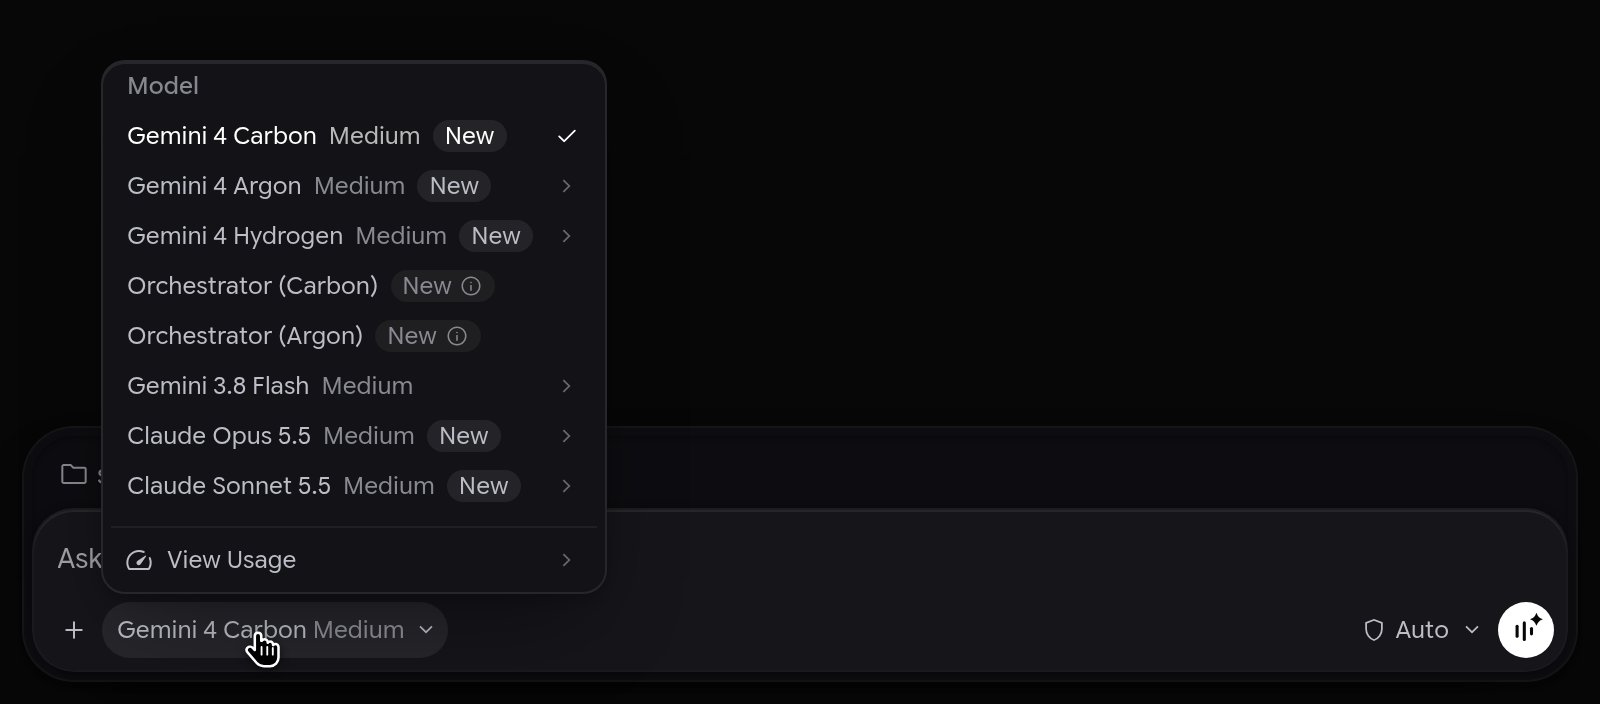 Model
Gemini 4 Carbon Medium New
Gemini 4 Argon Medium New
Gemini 4 Hydrogen Medium New
Orchestrator (Carbon) New
Orchestrator (Argon) New
Gemini 3.8 Flash Medium
Claude Opus 5.5 Medium New
Claude Sonnet 5.5 Medium New
View Usage
Ask
Gemini 4 Carbon Medium
Auto